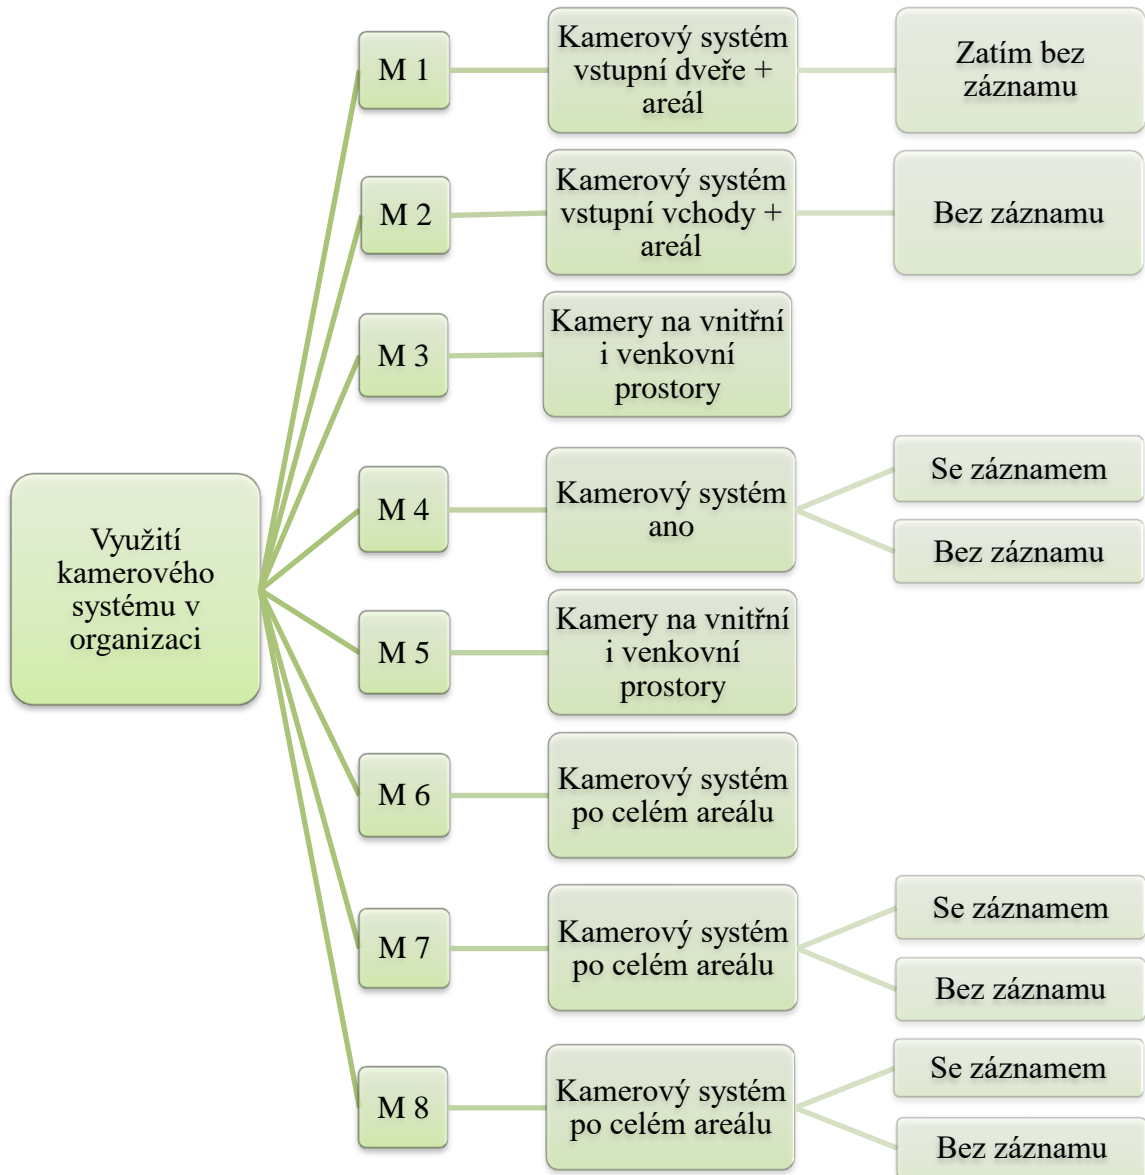 Využití
kamerového
systému v
organizaci
M 1
Kamerový systém
vstupní dveře +
areál
Zatím bez
záznamu
M 2
Kamerový systém
vstupní vchody +
areál
Bez záznamu
M 3
Kamery na vnitřní
i venkovní
prostory
M 4
Kamerový systém
ano
Se záznamem
Bez záznamu
M 5
Kamery na vnitřní
i venkovní
prostory
M 6
Kamerový systém
po celém areálu
M 7
Kamerový systém
po celém areálu
Se záznamem
Bez záznamu
M 8
Kamerový systém
po celém areálu
Se záznamem
Bez záznamu